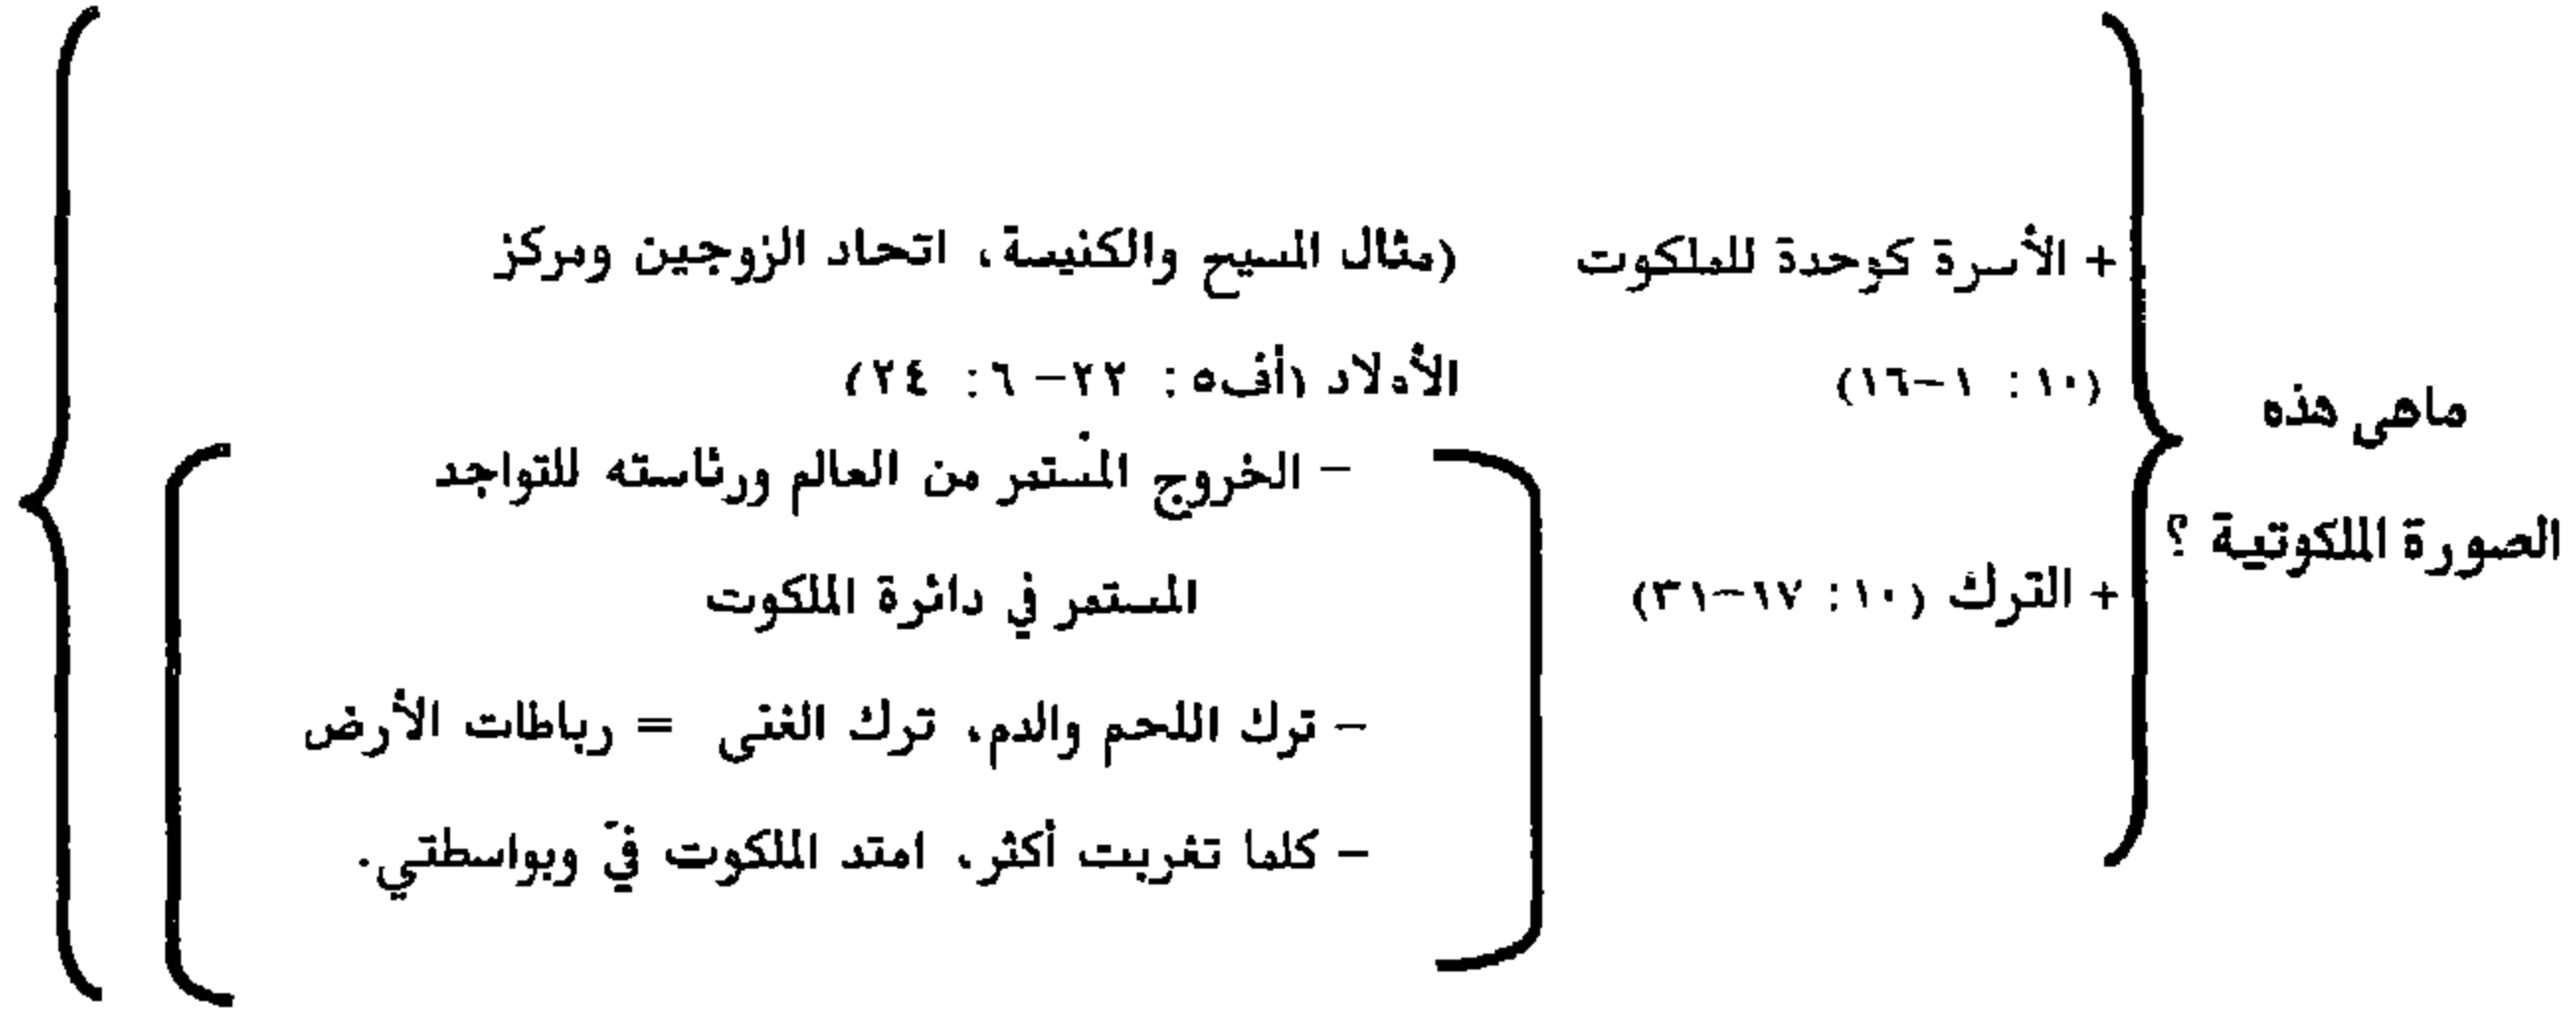 ماهى هذه
الصورة الملكوتية ؟
+ الأسرة كوحدة للملكوت
(١٠: ١-١٦)
(مثال المسيح والكنيسة، اتحاد الزوجين ومركز
الأولاد (أف٥: ٢٢- ٦: ٢٤)
+ الترك (١٠: ١٧-٣١)
- الخروج المستمر من العالم ورئاسته للتواجد
المستمر في دائرة الملكوت
- ترك اللحم والدم، ترك الغنى = رباطات الأرض
- كلما تغربت أكثر، امتد الملكوت فيّ وبواسطتي.